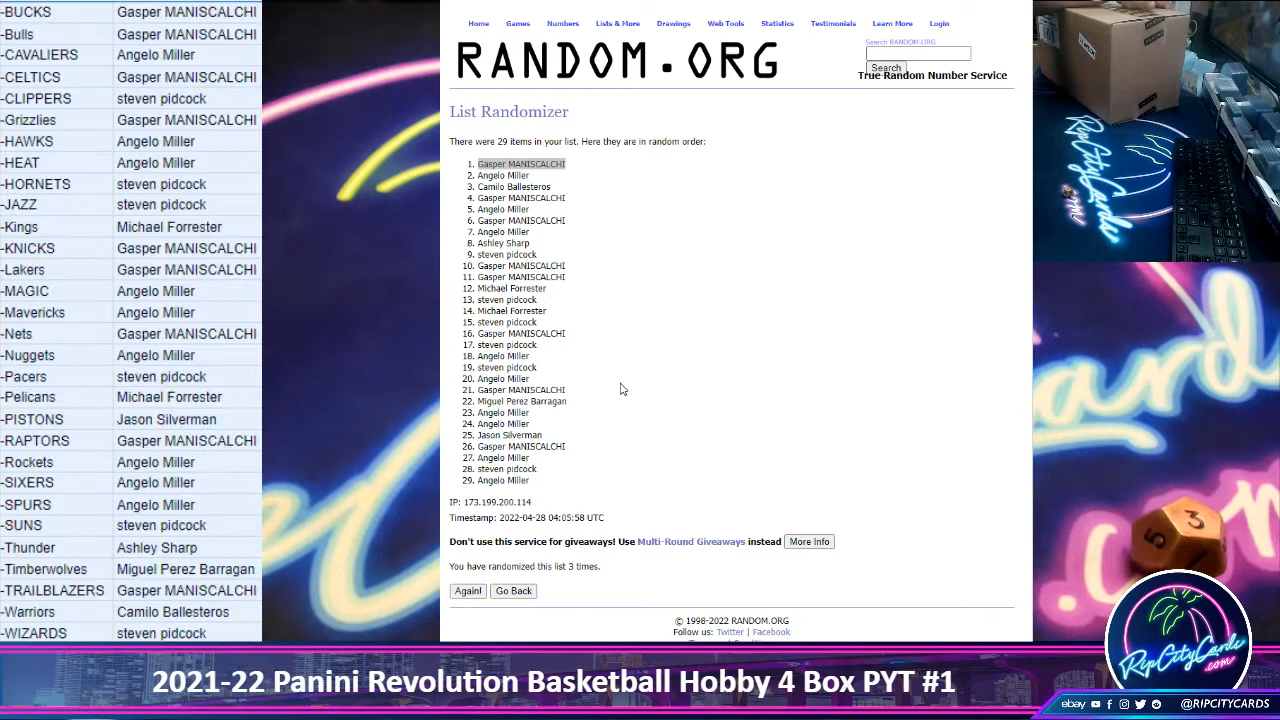 -BUCKS Gasper MANISCALCHI
-Bulls Gasper MANISCALCHI
-CAVALIERS Angelo Miller
-CELTICS Gasper MANISCALCHI
-CLIPPERS steven pidcock
-Grizzlies Gasper MANISCALCHI
-HAWKS Angelo Miller
-HEAT Angelo Miller
-HORNETS steven pidcock
-JAZZ steven pidcock
-Kings Michael Forrester
-KNICKS Gasper MANISCALCHI
-Lakers Gasper MANISCALCHI
-MAGIC Angelo Miller
-Mavericks Angelo Miller
-Nets Gasper MANISCALCHI
-Nuggets Angelo Miller
-Pacers steven pidcock
-Pelicans Michael Forrester
-PISTONS Jason Silverman
-RAPTORS Gasper MANISCALCHI
-Rockets Angelo Miller
-SIXERS Angelo Miller
-SPURS Angelo Miller
-SUNS steven pidcock
-Thunder Ashley Sharp
-Timberwolves Miguel Perez Barragan
-TRAILBLAZERS Gasper MANISCALCHI
-Warriors Camilo Ballesteros
-WIZARDS steven pidcock
Home Games Numbers Lists & More Drawings Web Tools Statistics Testimonials Learn More Login
RANDOM.ORG
Search RANDOM.ORG
Search
True Random Number Service
List Randomizer
There were 29 items in your list. Here they are in random order:
1. Gasper MANISCALCHI
2. Angelo Miller
3. Camilo Ballesteros
4. Gasper MANISCALCHI
5. Angelo Miller
6. Gasper MANISCALCHI
7. Angelo Miller
8. Ashley Sharp
9. steven pidcock
10. Gasper MANISCALCHI
11. Gasper MANISCALCHI
12. Michael Forrester
13. steven pidcock
14. Michael Forrester
15. steven pidcock
16. Gasper MANISCALCHI
17. steven pidcock
18. Angelo Miller
19. steven pidcock
20. Angelo Miller
21. Gasper MANISCALCHI
22. Miguel Perez Barragan
23. Angelo Miller
24. Angelo Miller
25. Jason Silverman
26. Gasper MANISCALCHI
27. Angelo Miller
28. steven pidcock
29. Angelo Miller
IP: 173.199.200.114
Timestamp: 2022-04-28 04:05:58 UTC
Don't use this service for giveaways! Use Multi-Round Giveaways instead More Info
You have randomized this list 3 times.
Again! Go Back
© 1998-2022 RANDOM.ORG
Follow us: Twitter | Facebook
RipCityCards
5 3
RipCityCards
.com
2021-22 Panini Revolution Basketball Hobby 4 Box PYT #1
ebay @RIPCITYCARDS